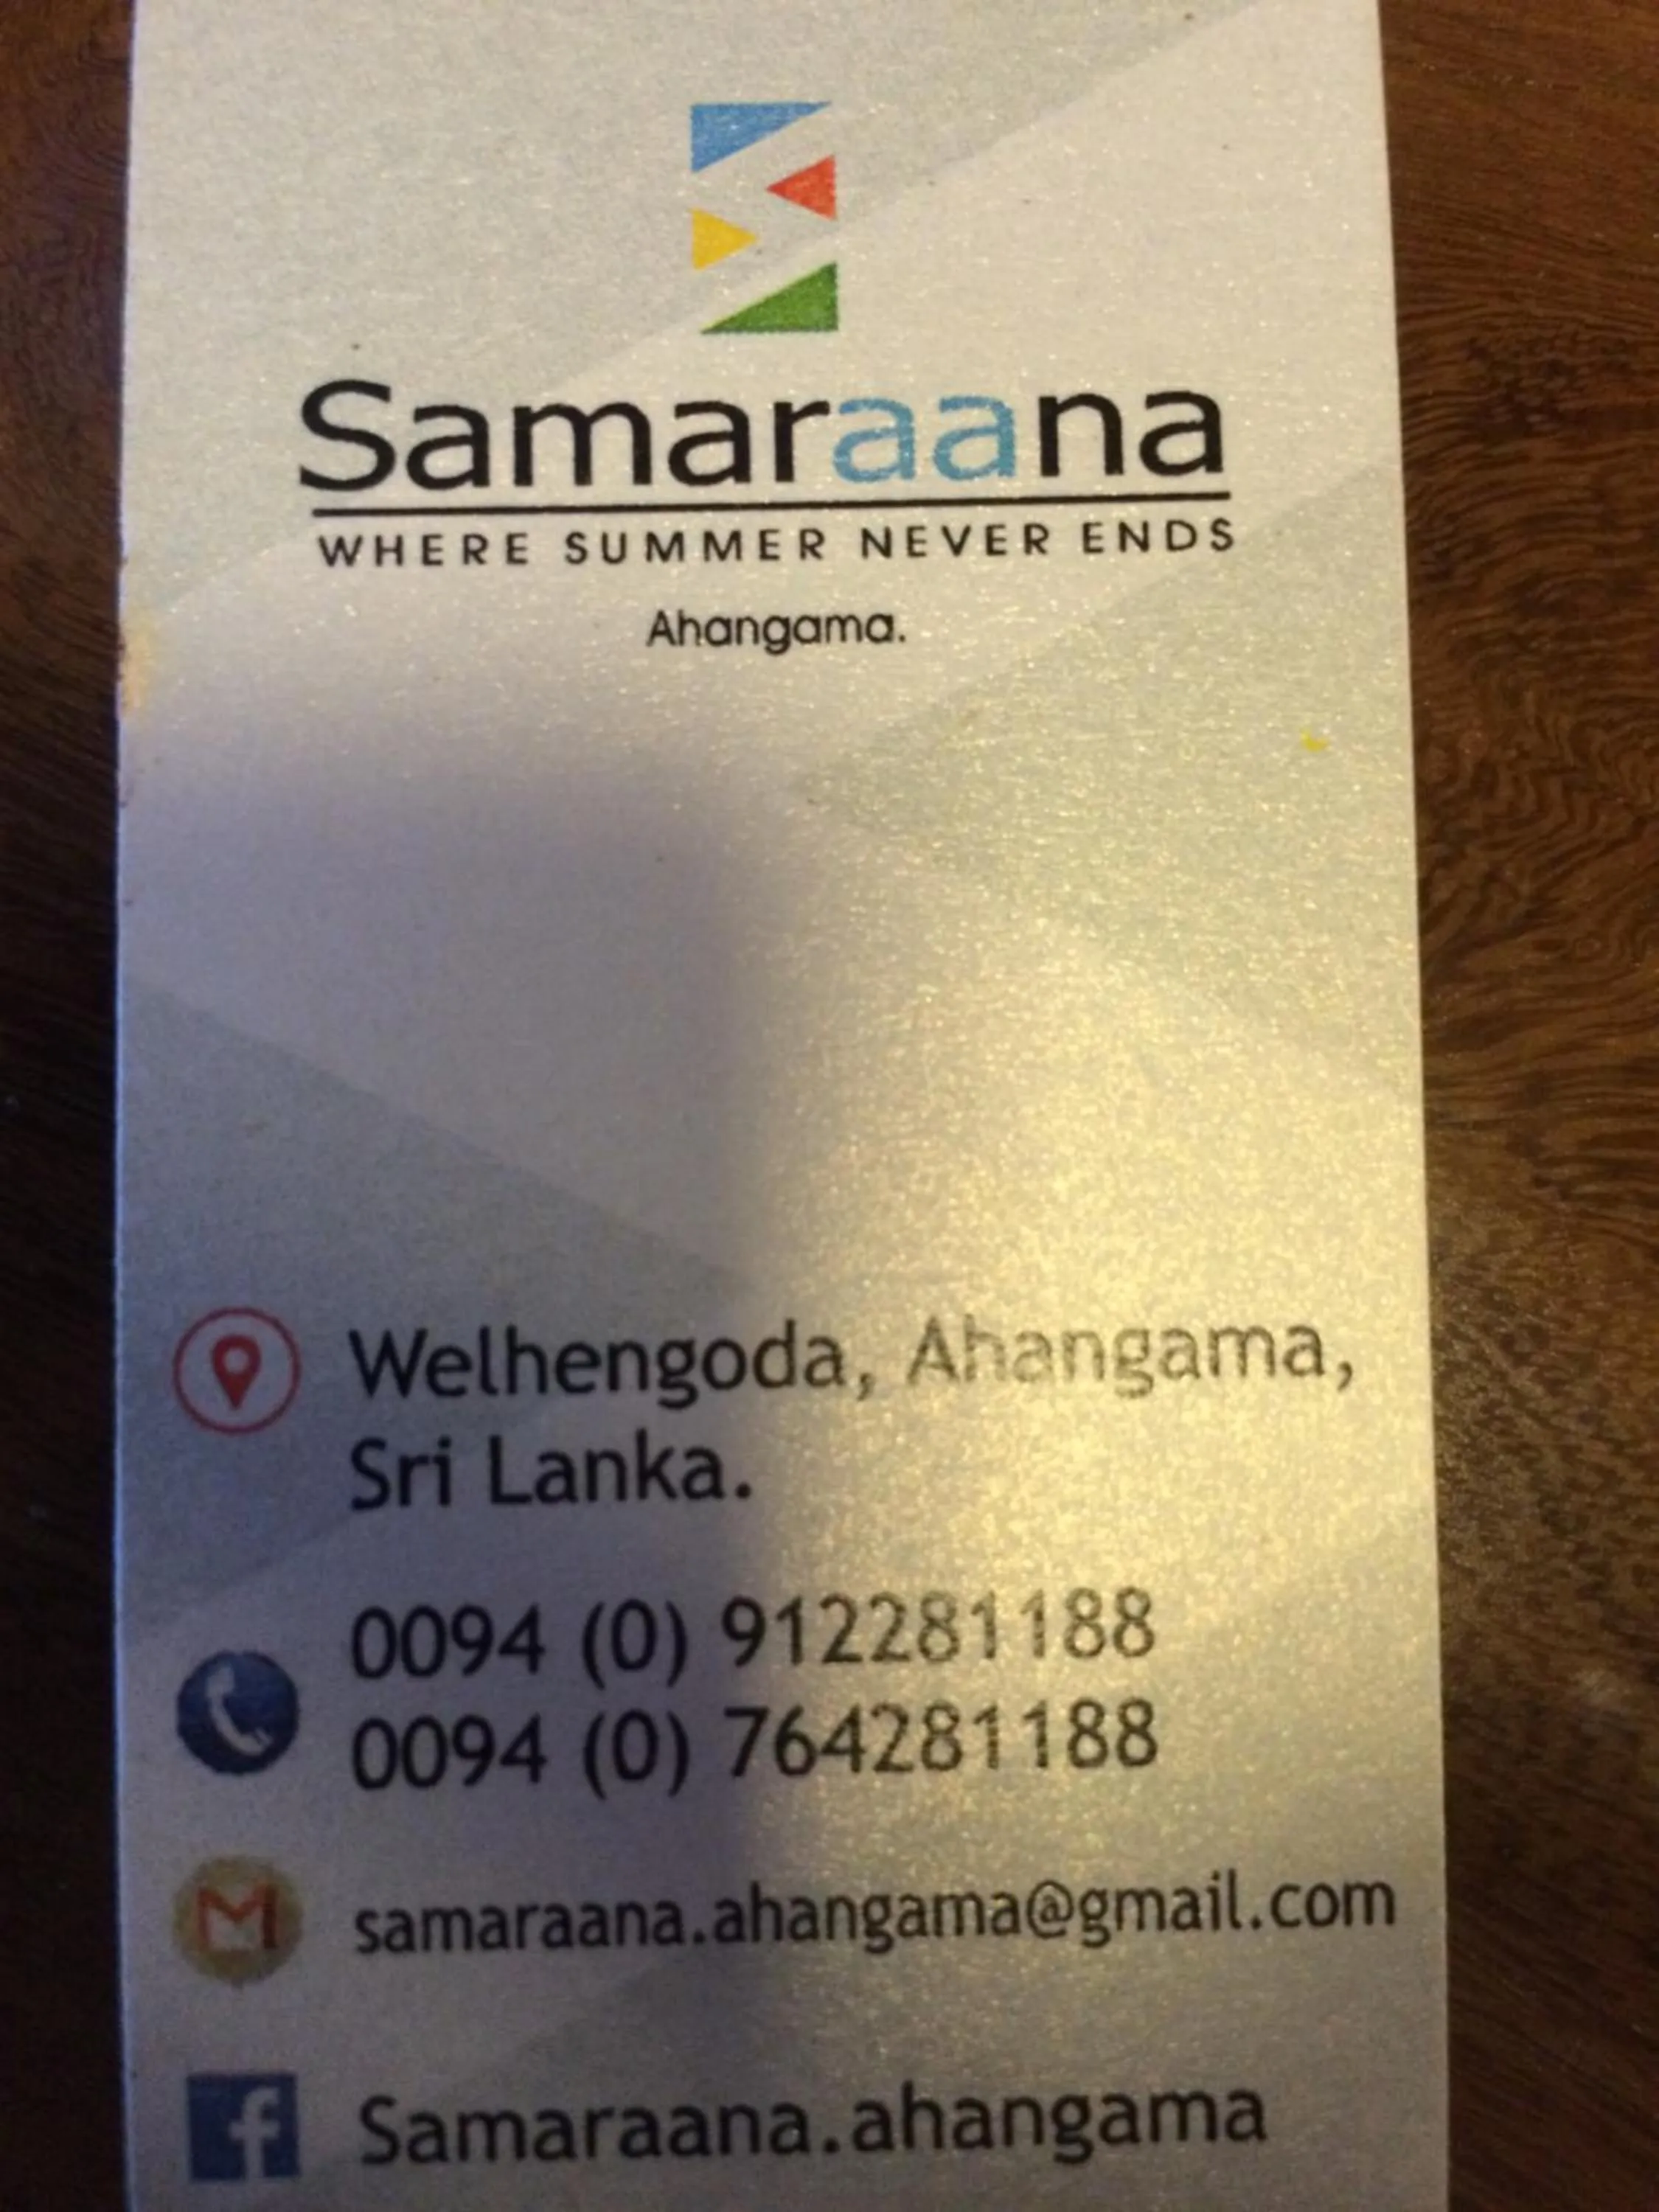 Samaraana
WHERE SUMMER NEVER ENDS
Ahangama.
Welhengoda, Ahangama,
Sri Lanka.
0094 (0) 912281188
0094 (0) 764281188
samaraana.ahangama@gmail.com
Samaraana.ahangama